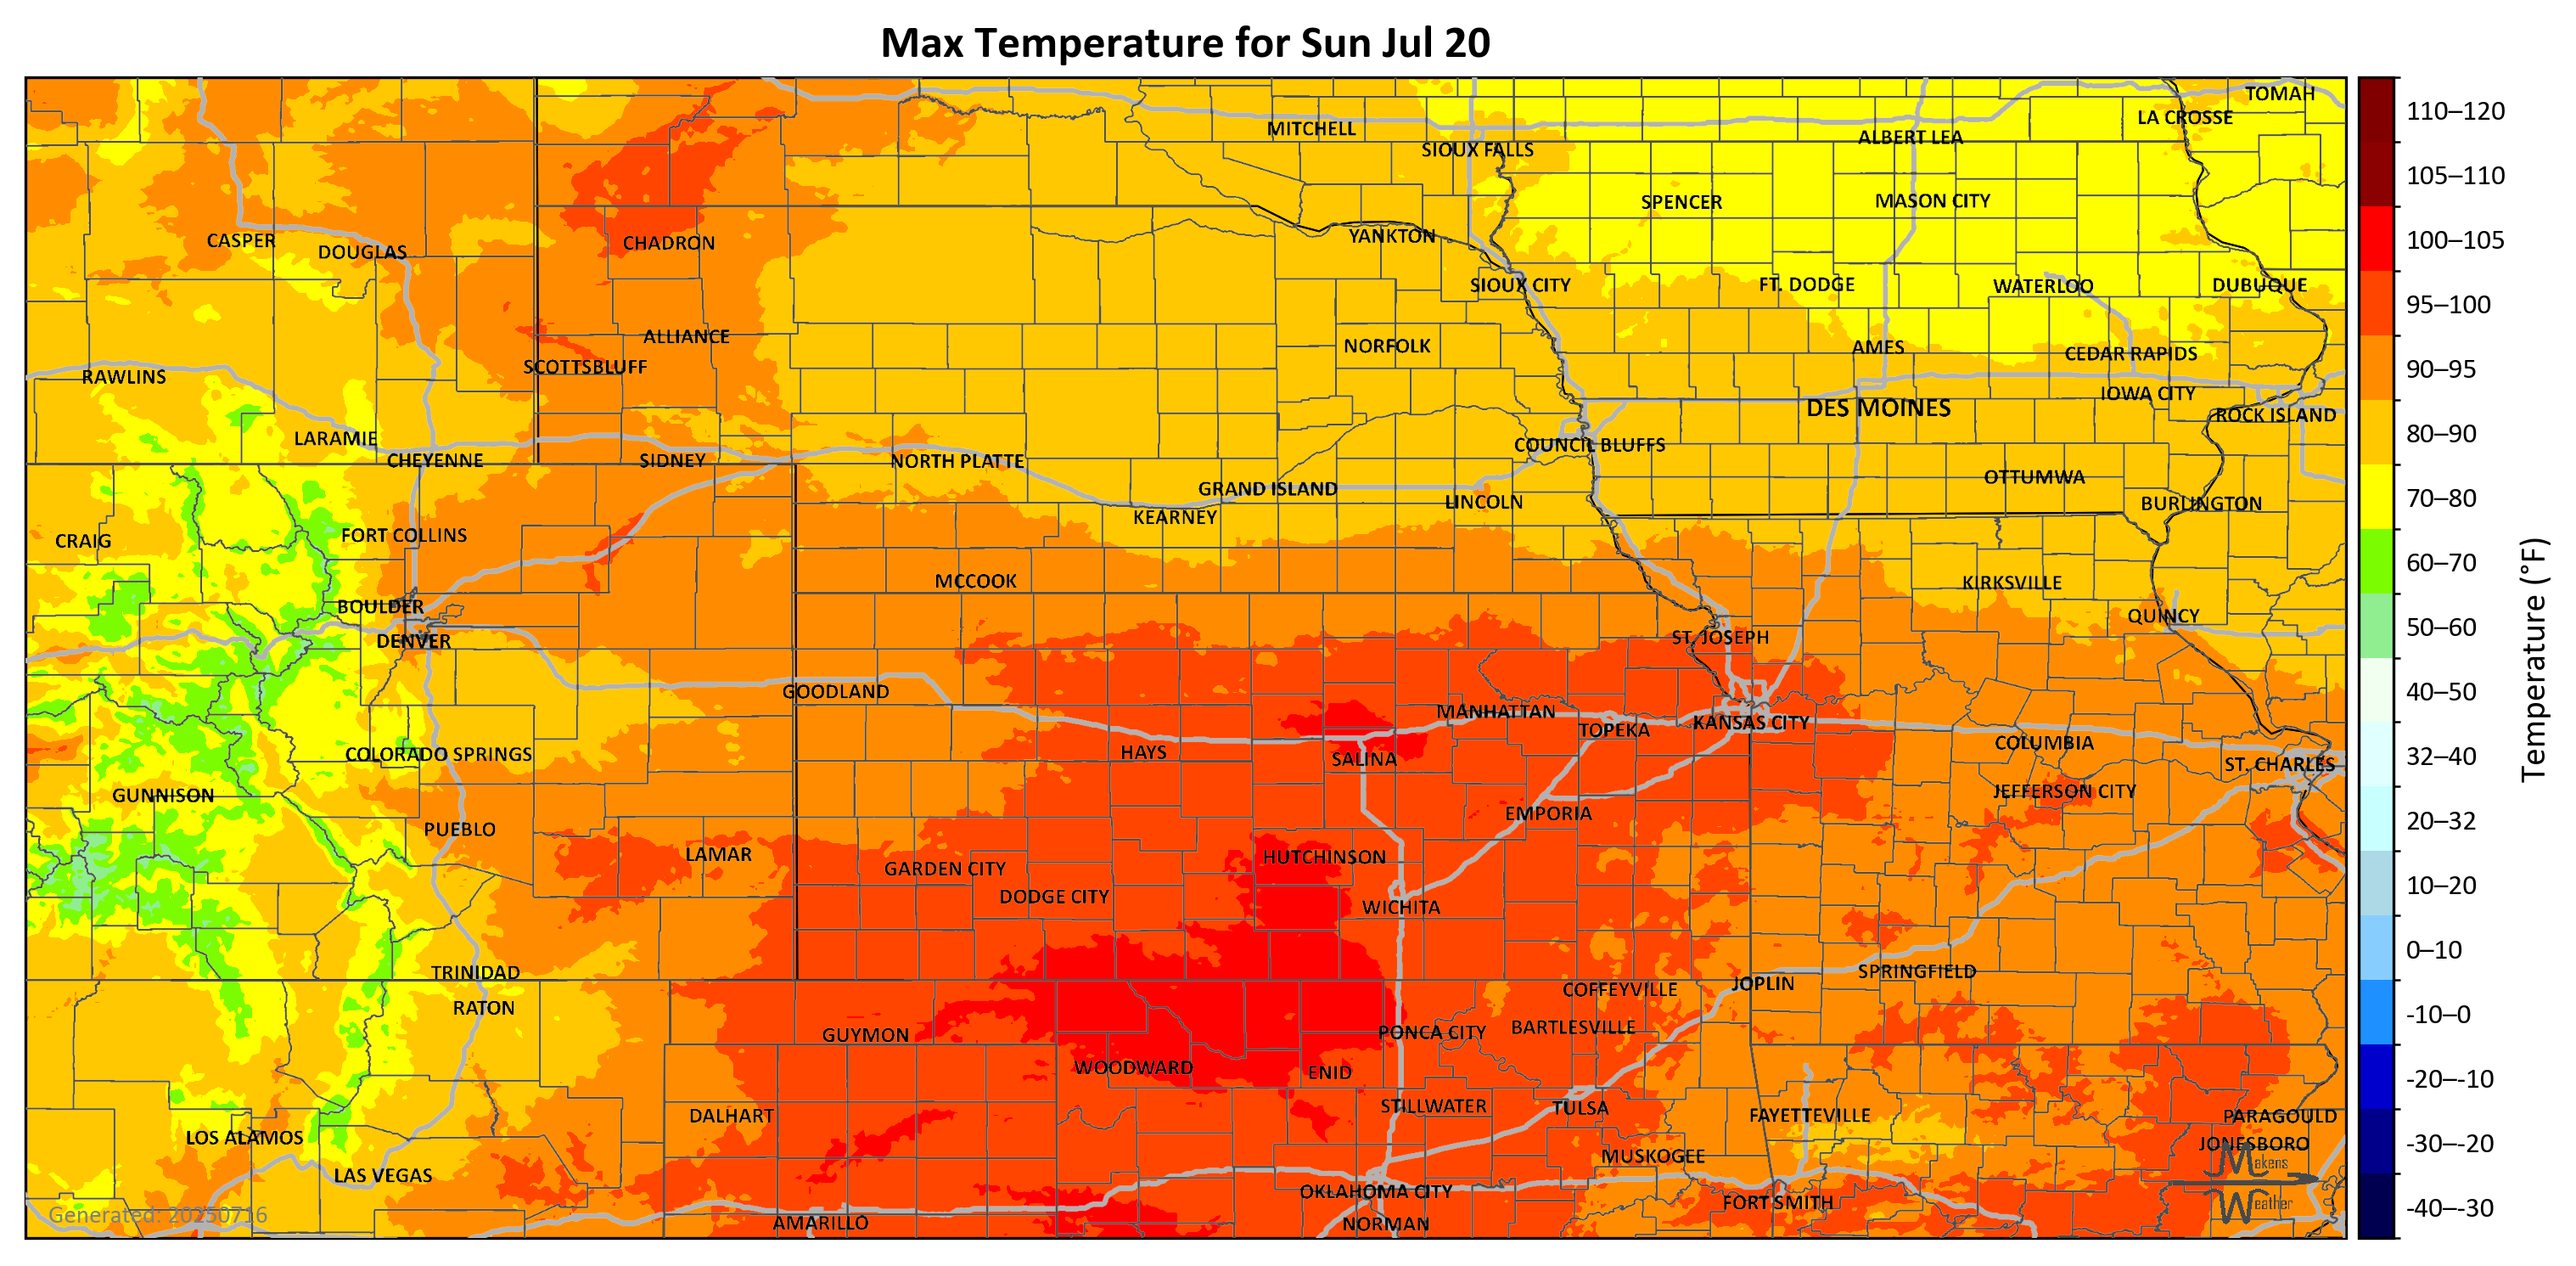 Max Temperature for Sun Jul 20
TOMAH
LA CROSSE
MITCHELL
ALBERT LEA
SIOUX FALLS
SPENCER
MASON CITY
CASPER
DOUGLAS
CHADRON
YANKTON
SIOUX CITY
FT. DODGE
WATERLOO
DUBUQUE
ALLIANCE
NORFOLK
AMES
CEDAR RAPIDS
SCOTTSBLUFF
RAWLINS
IOWA CITY
DES MOINES
ROCK ISLAND
LARAMIE
COUNCIL BLUFFS
CHEYENNE
SIDNEY
NORTH PLATTE
OTTUMWA
GRAND ISLAND
LINCOLN
BURLINGTON
KEARNEY
FORT COLLINS
CRAIG
MCCOOK
KIRKSVILLE
BOULDER
QUINCY
DENVER
ST. JOSEPH
GOODLAND
MANHATTAN
KANSAS CITY
TOPEKA
COLUMBIA
HAYS
COLORADO SPRINGS
SALINA
ST. CHARLES
JEFFERSON CITY
GUNNISON
EMPORIA
PUEBLO
LAMAR
HUTCHINSON
GARDEN CITY
DODGE CITY
WICHITA
TRINIDAD
SPRINGFIELD
JOPLIN
COFFEYVILLE
RATON
BARTLESVILLE
PONCA CITY
GUYMON
WOODWARD
ENID
STILLWATER
TULSA
DALHART
FAYETTEVILLE
PARAGOULD
LOS ALAMOS
JONESBORO
MUSKOGEE
LAS VEGAS
OKLAHOMA CITY
FORT SMITH
AMARILLO
NORMAN
Generated: 20250716
Makens
Weather
110–120
105–110
100–105
95–100
90–95
80–90
70–80
60–70
50–60
40–50
32–40
20–32
10–20
0–10
-10–0
-20–-10
-30–-20
-40–-30
Temperature (°F)